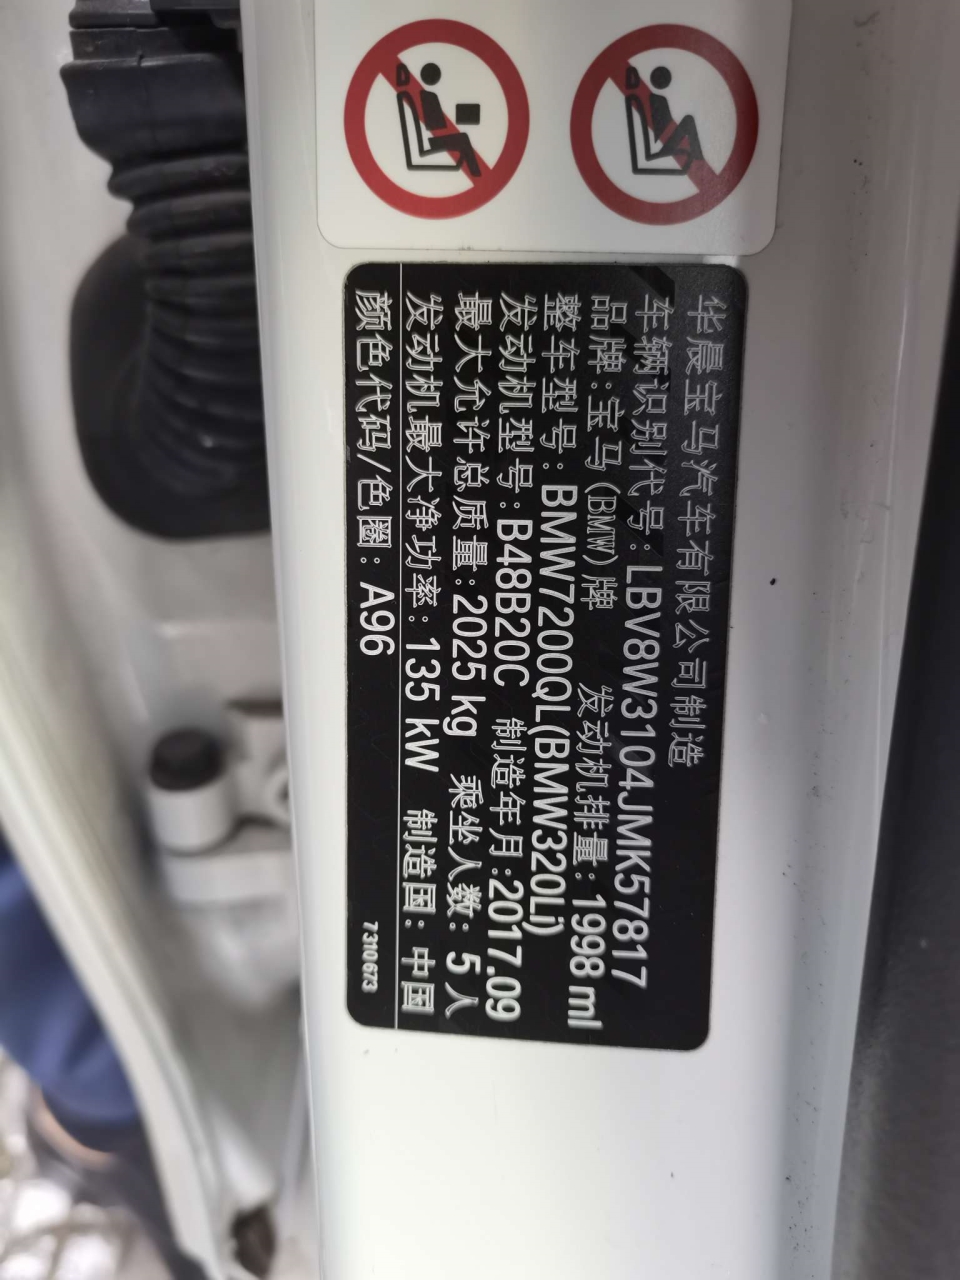 华晨宝马汽车有限公司制造
车辆识别代号:LBV8W3104JMK57817
品牌:宝马(BMW)牌 发动机排量:1998 ml
整车型号:BMW7200QL(BMW320Li)
发动机型号:B48B20C 制造年月:2017.09
最大允许总质量:2025 kg 乘坐人数:5人
发动机最大净功率:135 kW 制造国:中国
颜色代码/色圈:A96
7310673